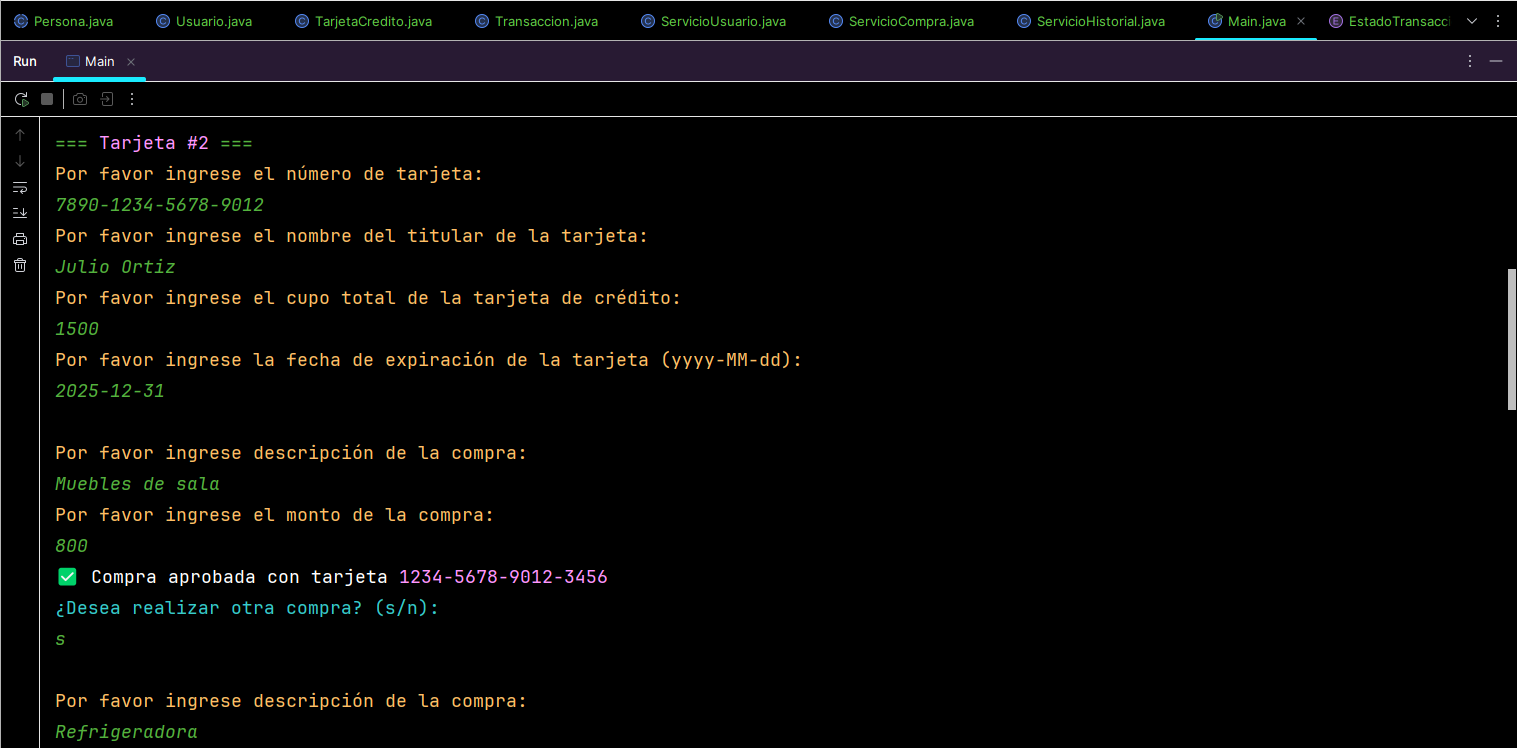 Persona.java Usuario.java TarjetaCredito.java Transaccion.java ServicioUsuario.java ServicioCompra.java ServicioHistorial.java Main.java EstadoTransacci
Run Main
=== Tarjeta #2 ===
Por favor ingrese el número de tarjeta:
7890-1234-5678-9012
Por favor ingrese el nombre del titular de la tarjeta:
Julio Ortiz
Por favor ingrese el cupo total de la tarjeta de crédito:
1500
Por favor ingrese la fecha de expiración de la tarjeta (yyyy-MM-dd):
2025-12-31
Por favor ingrese descripción de la compra:
Muebles de sala
Por favor ingrese el monto de la compra:
800
✅ Compra aprobada con tarjeta 1234-5678-9012-3456
¿Desea realizar otra compra? (s/n):
s
Por favor ingrese descripción de la compra:
Refrigeradora